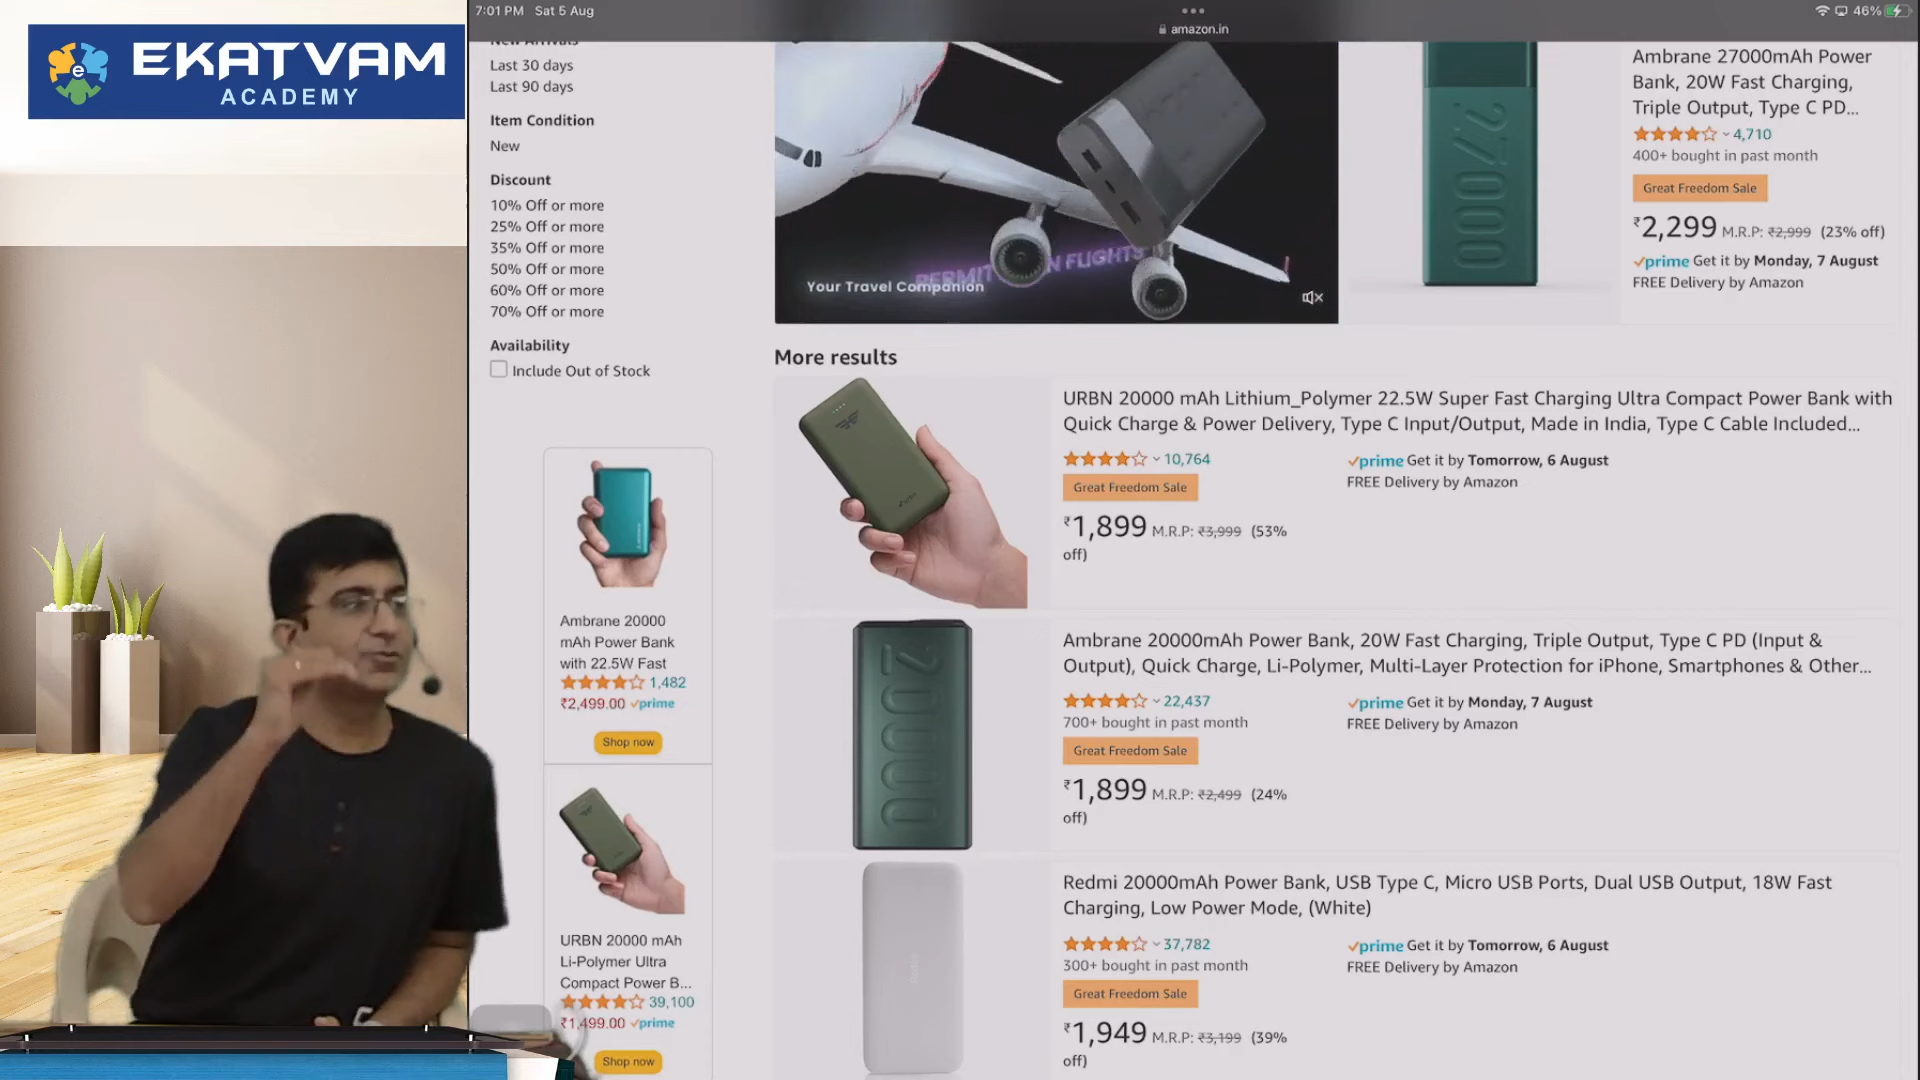 7:01 PM Sat 5 Aug
amazon.in
46%
EKATVAM
ACADEMY
New Arrivals
Last 30 days
Last 90 days
Item Condition
New
Discount
10% Off or more
25% Off or more
35% Off or more
50% Off or more
60% Off or more
70% Off or more
Availability
Include Out of Stock
Ambrane 20000
mAh Power Bank
with 22.5W Fast
1,482
₹2,499.00 prime
Shop now
URBN 20000 mAh
Li-Polymer Ultra
Compact Power B...
39,100
₹1,499.00 prime
Shop now
Your Travel Companion
27000
Ambrane 27000mAh Power
Bank, 20W Fast Charging,
Triple Output, Type C PD...
4,710
400+ bought in past month
Great Freedom Sale
₹2,299 M.R.P: ₹2,999 (23% off)
prime Get it by Monday, 7 August
FREE Delivery by Amazon
More results
URBN 20000 mAh Lithium_Polymer 22.5W Super Fast Charging Ultra Compact Power Bank with
Quick Charge & Power Delivery, Type C Input/Output, Made in India, Type C Cable Included...
10,764
Great Freedom Sale
₹1,899 M.R.P: ₹3,999 (53%
off)
prime Get it by Tomorrow, 6 August
FREE Delivery by Amazon
20000
Ambrane 20000mAh Power Bank, 20W Fast Charging, Triple Output, Type C PD (Input &
Output), Quick Charge, Li-Polymer, Multi-Layer Protection for iPhone, Smartphones & Other...
22,437
700+ bought in past month
Great Freedom Sale
₹1,899 M.R.P: ₹2,499 (24%
off)
prime Get it by Monday, 7 August
FREE Delivery by Amazon
Redmi 20000mAh Power Bank, USB Type C, Micro USB Ports, Dual USB Output, 18W Fast
Charging, Low Power Mode, (White)
37,782
300+ bought in past month
Great Freedom Sale
₹1,949 M.R.P: ₹3,199 (39%
off)
prime Get it by Tomorrow, 6 August
FREE Delivery by Amazon